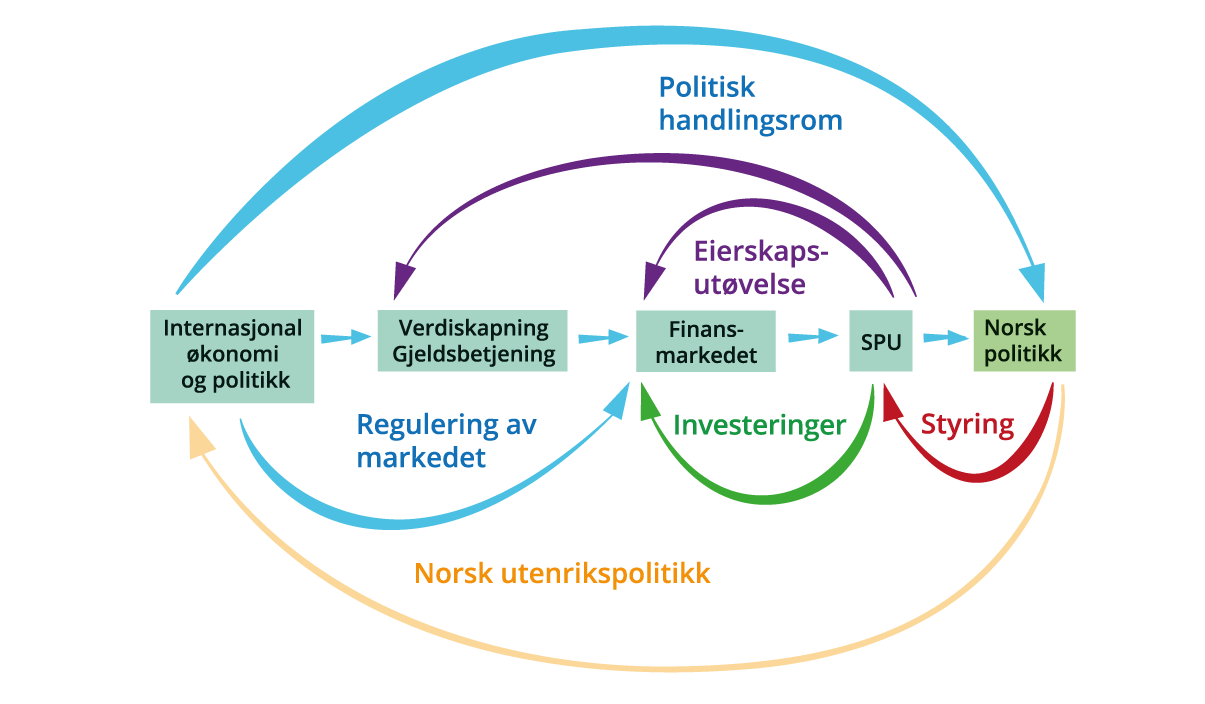 Politisk
handlingsrom
Eierskaps-
utøvelse
Internasjonal
økonomi
og politikk
Verdiskapning
Gjeldsbetjening
Finans-
markedet
SPU
Norsk
politikk
Regulering av
markedet
Investeringer
Styring
Norsk utenrikspolitikk